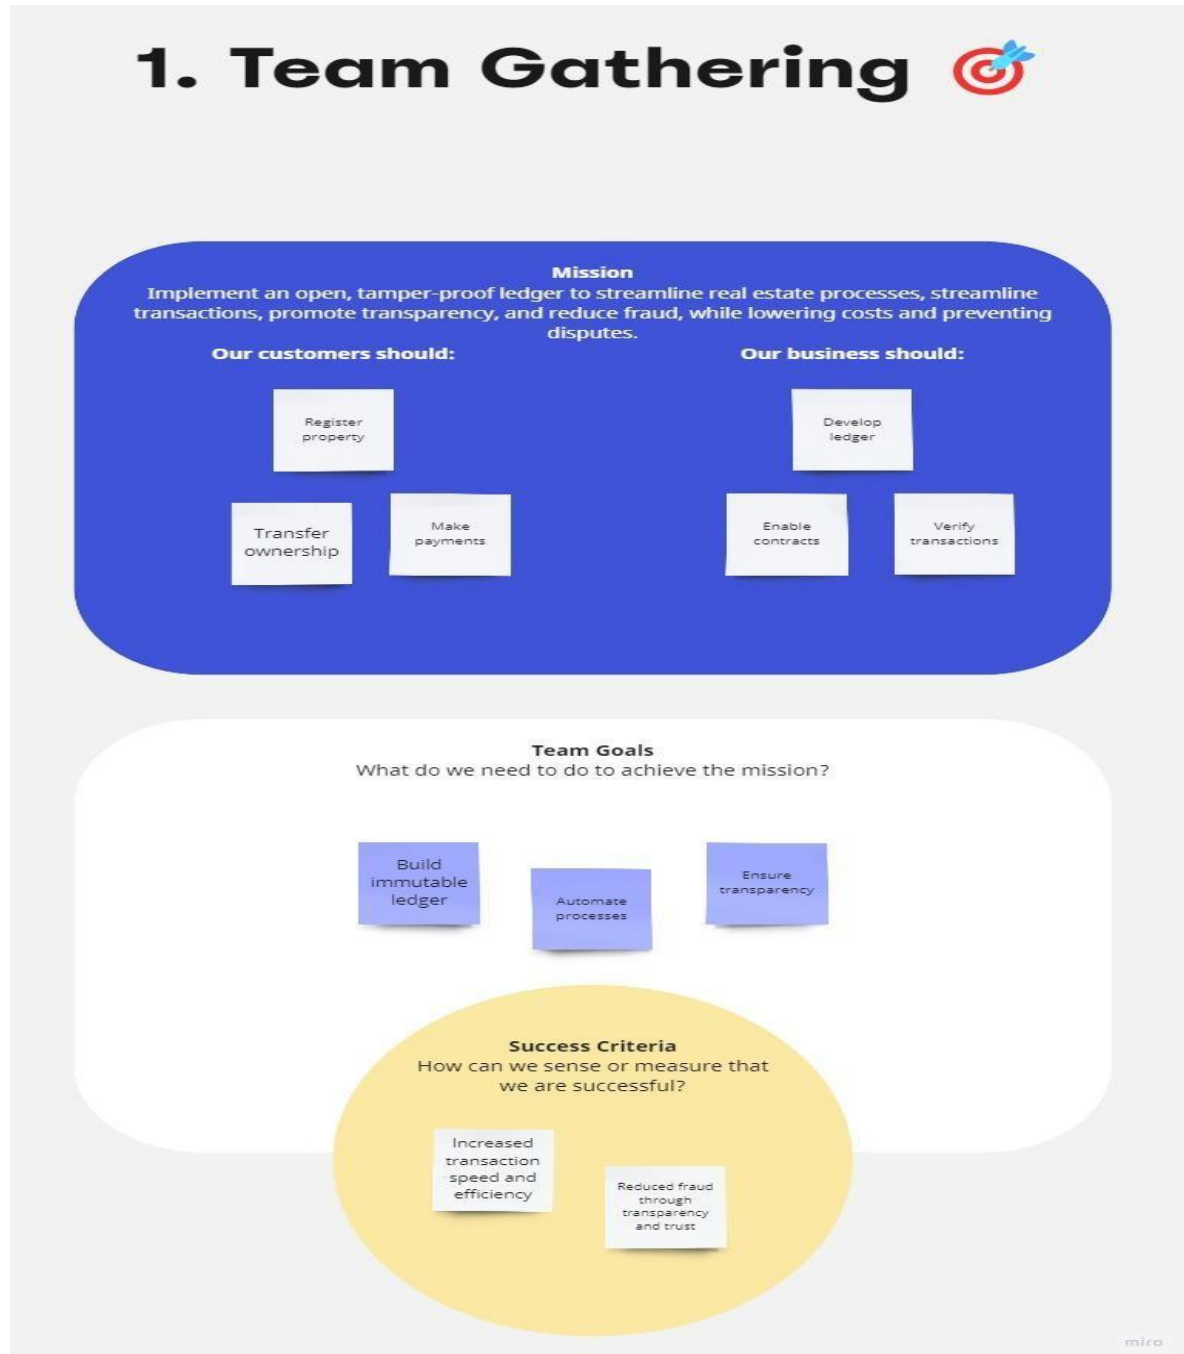 1. Team Gathering
Mission
Implement an open, tamper-proof ledger to streamline real estate processes, streamline
transactions, promote transparency, and reduce fraud, while lowering costs and preventing
disputes.
Our customers should:
Register
property
Transfer
ownership
Make
payments
Our business should:
Develop
ledger
Enable
contracts
Verify
transactions
Team Goals
What do we need to do to achieve the mission?
Build
immutable
ledger
Automate
processes
Ensure
transparency
Success Criteria
How can we sense or measure that
we are successful?
Increased
transaction
speed and
efficiency
Reduced fraud
through
transparency
and trust
miro